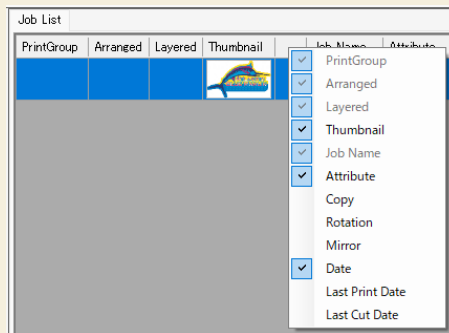 Job List
PrintGroup Arranged Layered Thumbnail Job Name Attribute
PrintGroup
Arranged
Layered
Thumbnail
Job Name
Attribute
Copy
Rotation
Mirror
Date
Last Print Date
Last Cut Date